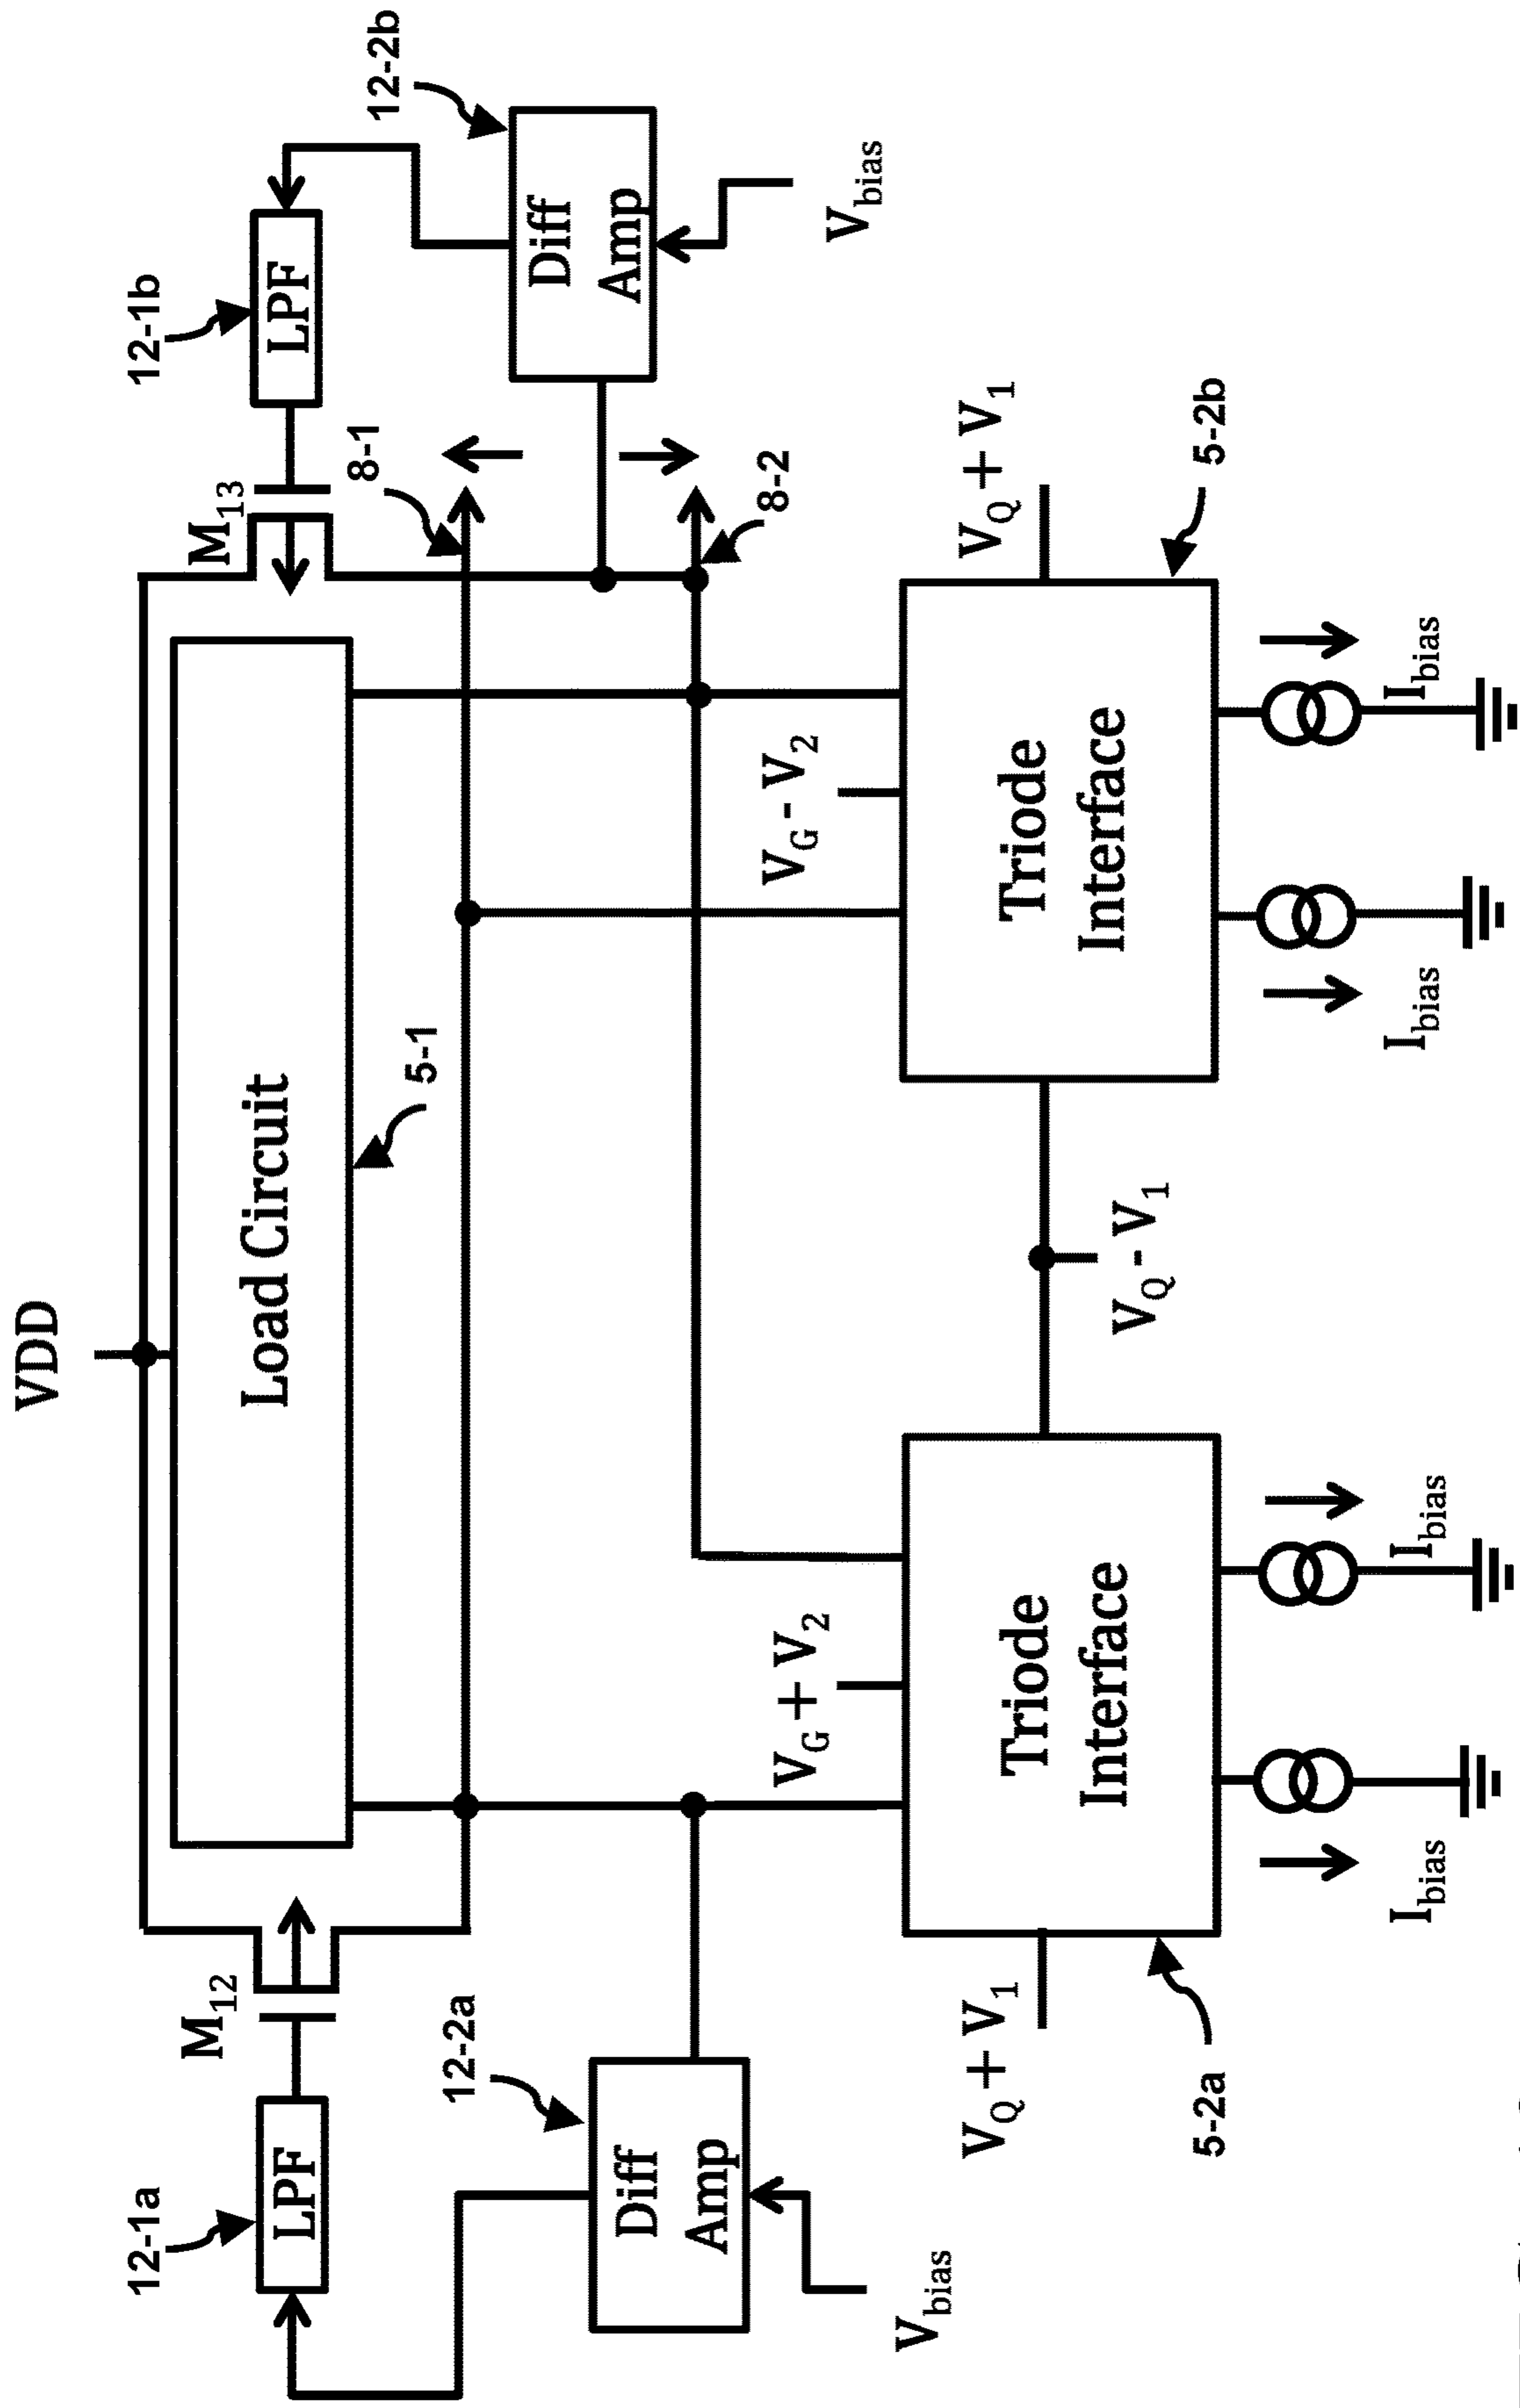 VDD
12-1a
LPF
M12
Load Circuit
5-1
M13
LPF
12-1b
8-1
12-2a
Diff
Amp
Vbias
8-2
Diff
Amp
12-2b
Vbias
VG + V2
VG - V2
VQ + V1
Triode
Interface
5-2a
VQ - V1
Triode
Interface
VQ + V1
5-2b
Ibias
Ibias
Ibias
Ibias